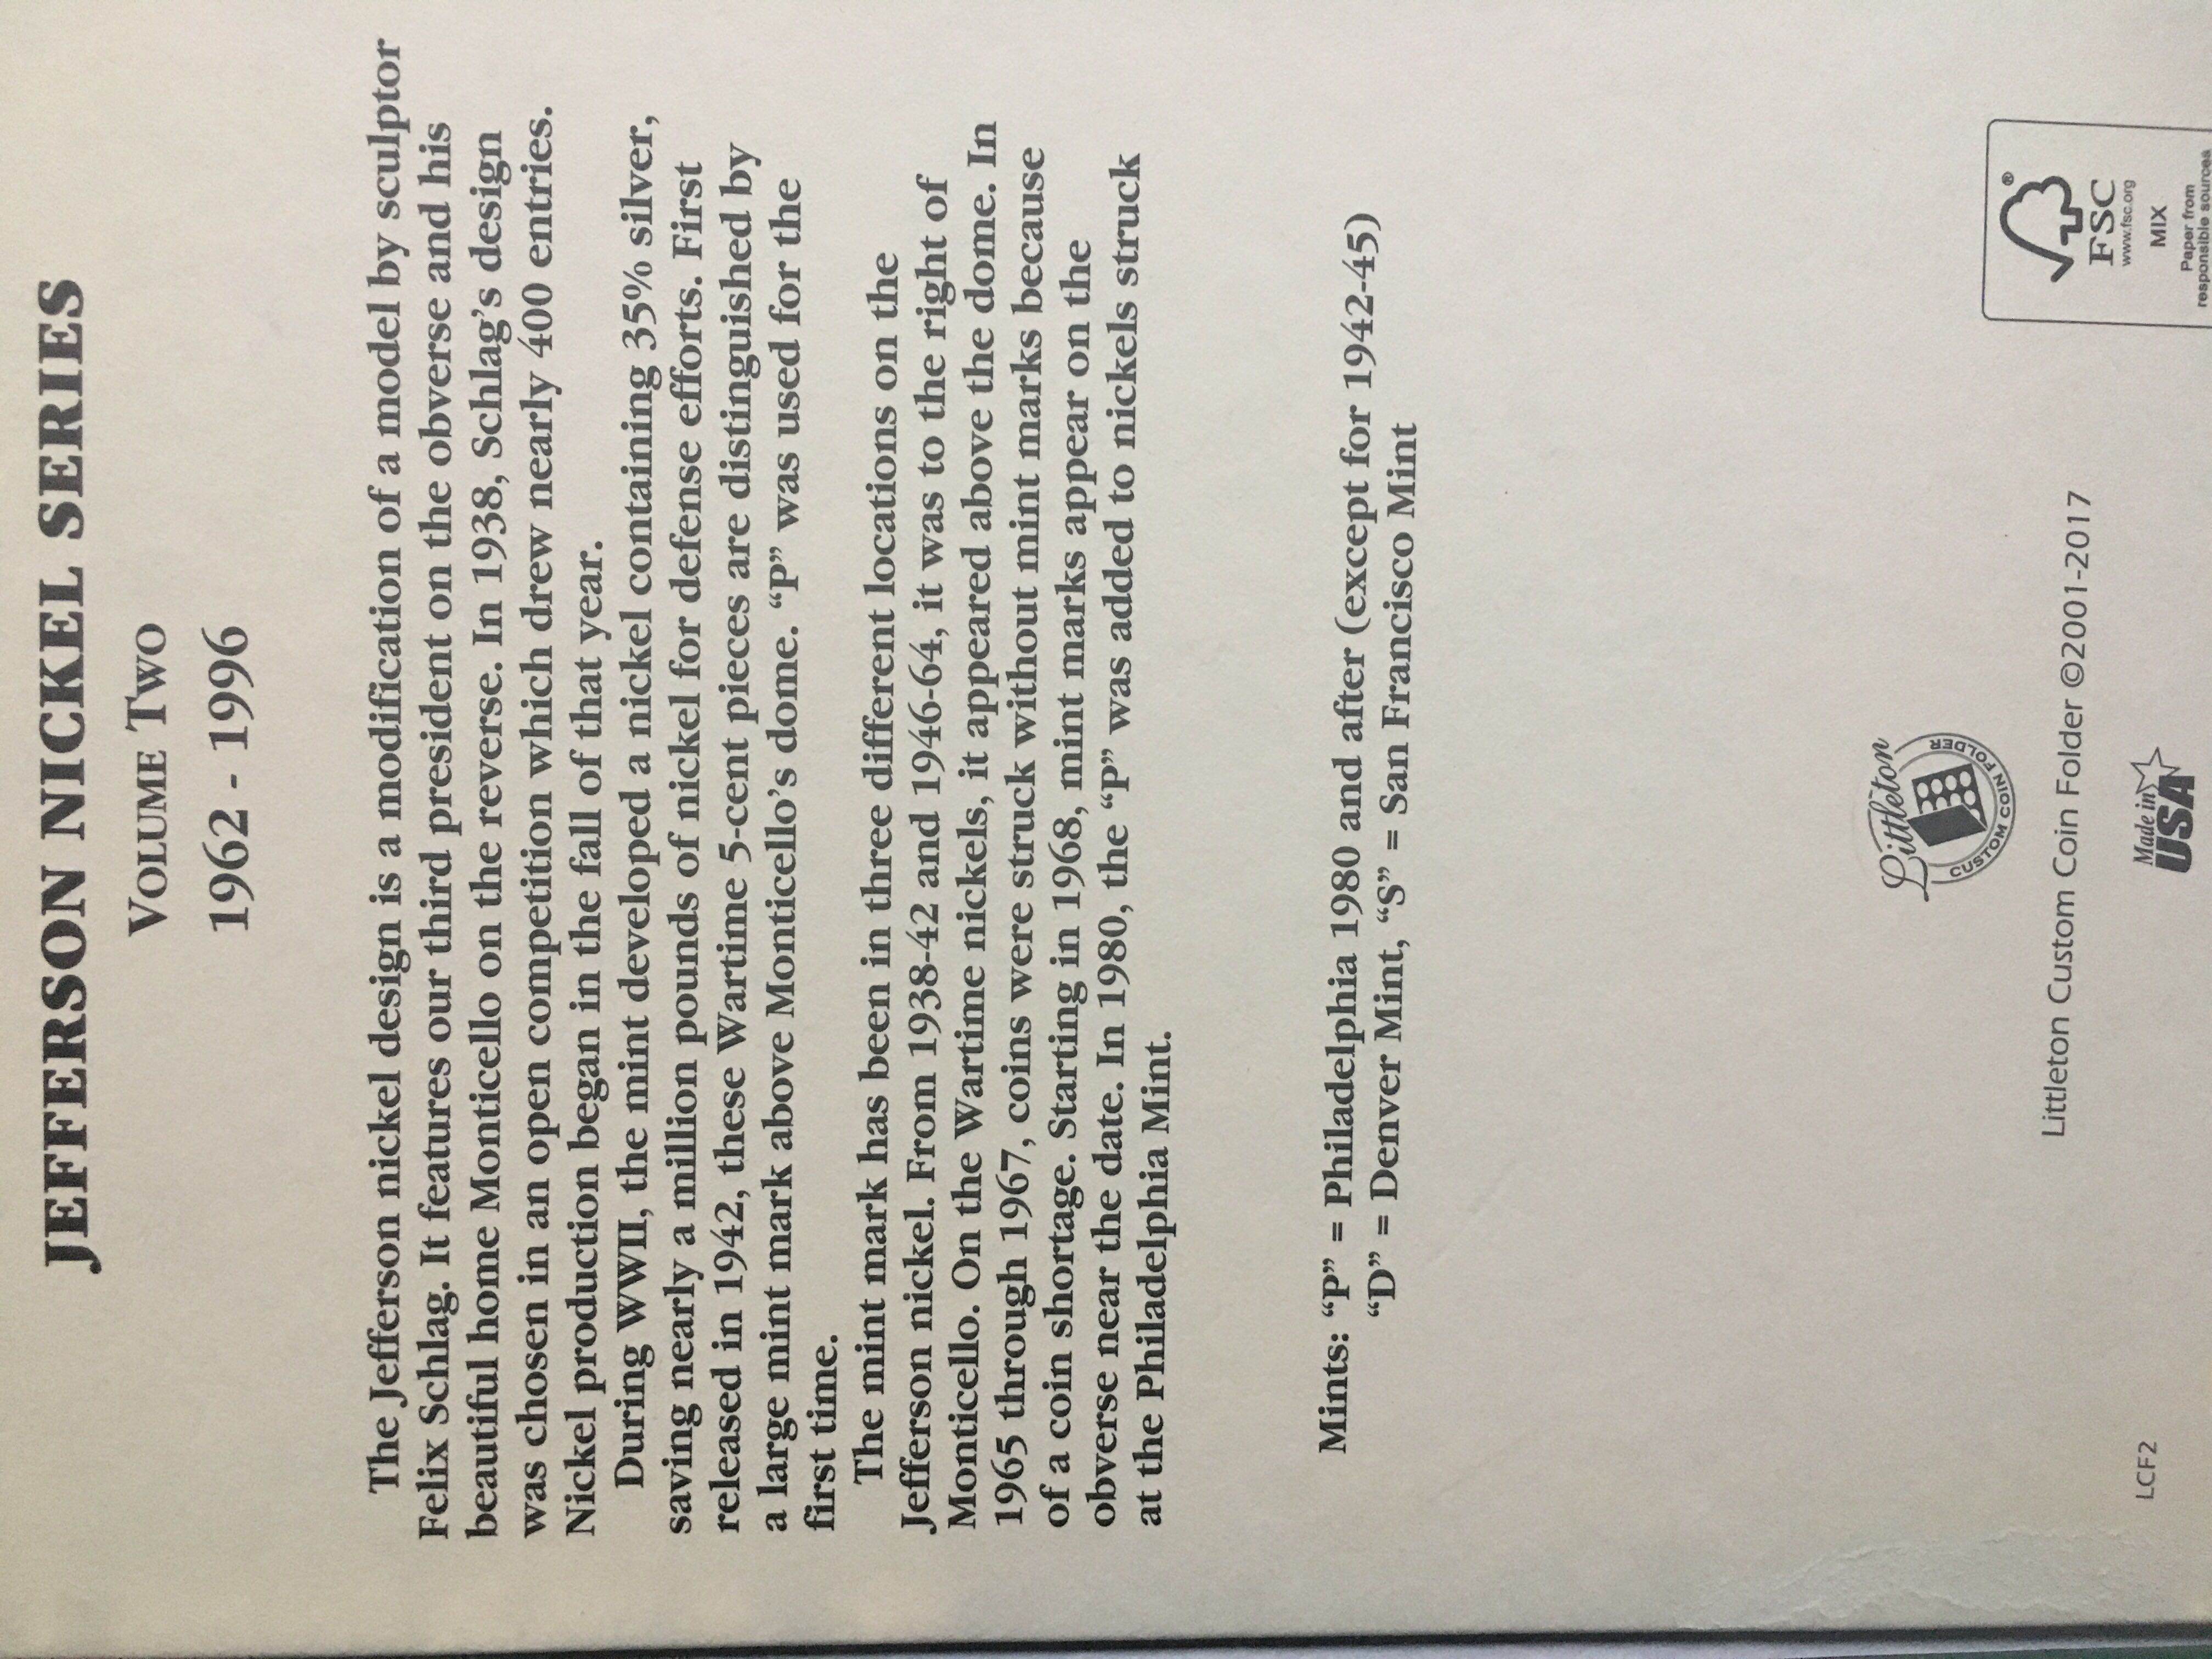 JEFFERSON NICKEL SERIES
VOLUME TWO
1962 - 1996
The Jefferson nickel design is a modification of a model by sculptor
Felix Schlag. It features our third president on the obverse and his
beautiful home Monticello on the reverse. In 1938, Schlag's design
was chosen in an open competition which drew nearly 400 entries.
Nickel production began in the fall of that year.
During WWII, the mint developed a nickel containing 35% silver,
saving nearly a million pounds of nickel for defense efforts. First
released in 1942, these Wartime 5-cent pieces are distinguished by
a large mint mark above Monticello's dome. “P” was used for the
first time.
The mint mark has been in three different locations on the
Jefferson nickel. From 1938-42 and 1946-64, it was to the right of
Monticello. On the Wartime nickels, it appeared above the dome. In
1965 through 1967, coins were struck without mint marks because
of a coin shortage. Starting in 1968, mint marks appear on the
obverse near the date. In 1980, the “P” was added to nickels struck
at the Philadelphia Mint.
Mints: “P” = Philadelphia 1980 and after (except for 1942-45)
“D” = Denver Mint, “S” = San Francisco Mint
Littleton
CUSTOM COIN FOLDER
Littleton Custom Coin Folder ©2001-2017
LCF2
Made in
USA
®
FSC
www.fsc.org
MIX
Paper from
responsible sources